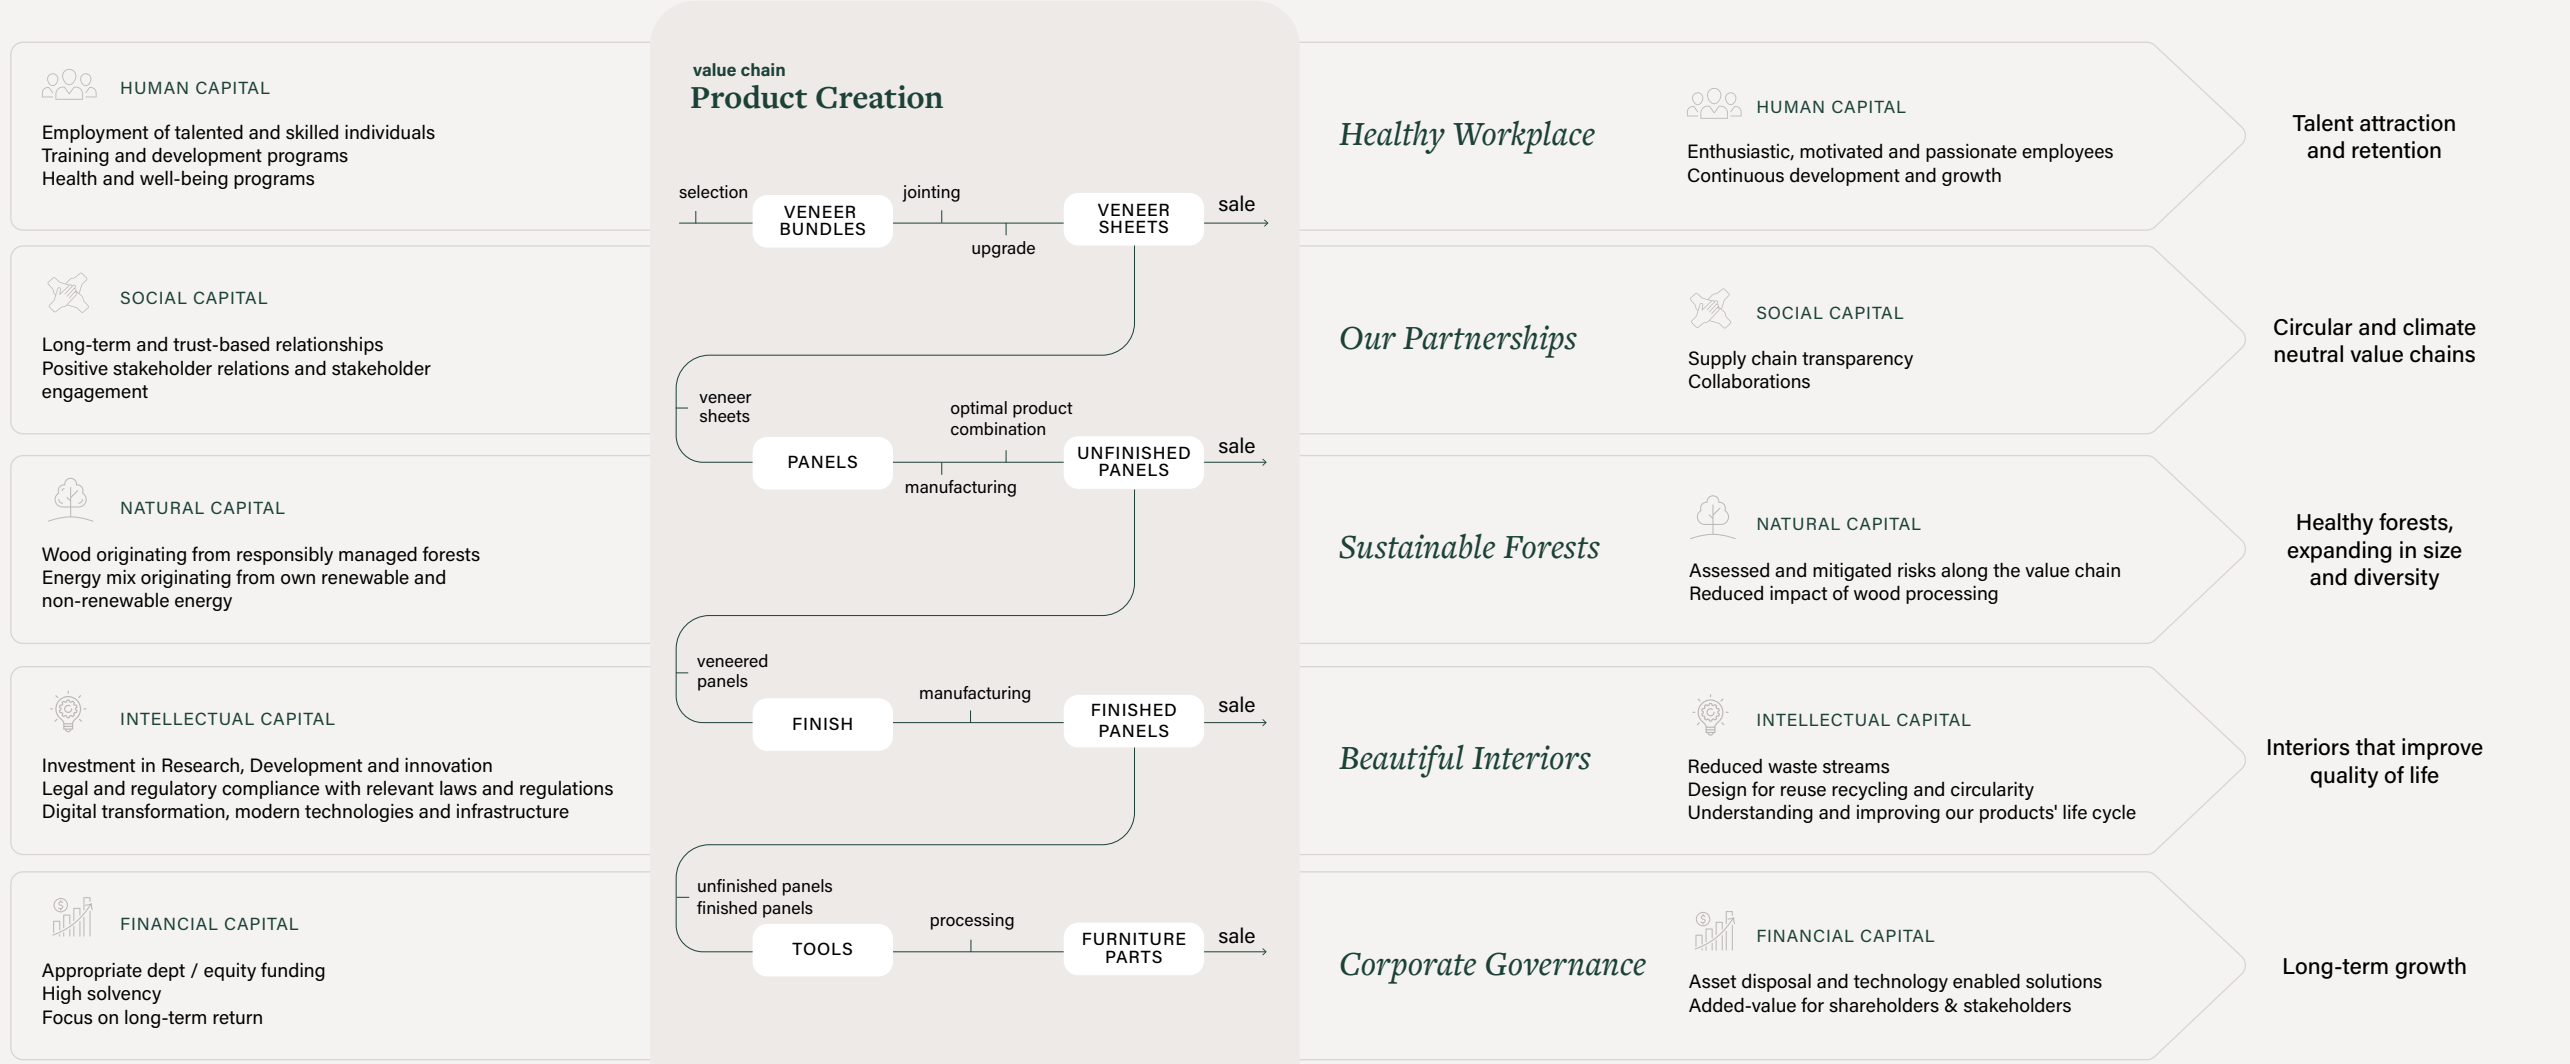 HUMAN CAPITAL
Employment of talented and skilled individuals
Training and development programs
Health and well-being programs
SOCIAL CAPITAL
Long-term and trust-based relationships
Positive stakeholder relations and stakeholder
engagement
NATURAL CAPITAL
Wood originating from responsibly managed forests
Energy mix originating from own renewable and
non-renewable energy
INTELLECTUAL CAPITAL
Investment in Research, Development and innovation
Legal and regulatory compliance with relevant laws and regulations
Digital transformation, modern technologies and infrastructure
FINANCIAL CAPITAL
Appropriate dept / equity funding
High solvency
Focus on long-term return
value chain
Product Creation
selection
VENEER
BUNDLES
jointing
upgrade
VENEER
SHEETS
sale
veneer
sheets
PANELS
manufacturing
optimal product
combination
UNFINISHED
PANELS
sale
veneered
panels
FINISH
manufacturing
FINISHED
PANELS
sale
unfinished panels
finished panels
TOOLS
processing
FURNITURE
PARTS
sale
Healthy Workplace
HUMAN CAPITAL
Enthusiastic, motivated and passionate employees
Continuous development and growth
Talent attraction
and retention
Our Partnerships
SOCIAL CAPITAL
Supply chain transparency
Collaborations
Circular and climate
neutral value chains
Sustainable Forests
NATURAL CAPITAL
Assessed and mitigated risks along the value chain
Reduced impact of wood processing
Healthy forests,
expanding in size
and diversity
Beautiful Interiors
INTELLECTUAL CAPITAL
Reduced waste streams
Design for reuse recycling and circularity
Understanding and improving our products' life cycle
Interiors that improve
quality of life
Corporate Governance
FINANCIAL CAPITAL
Asset disposal and technology enabled solutions
Added-value for shareholders & stakeholders
Long-term growth